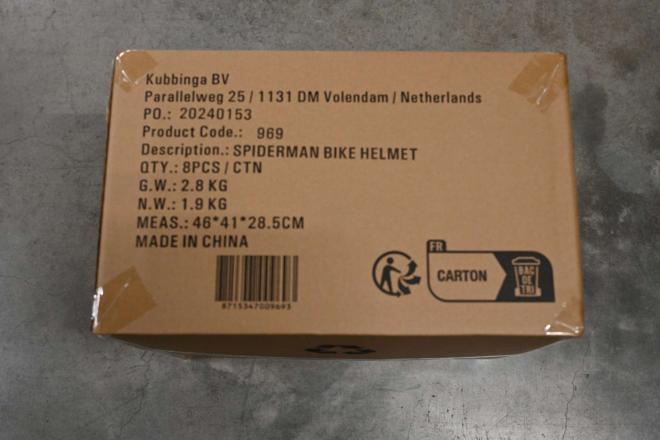 Kubbinga BV
Parallelweg 25 / 1131 DM Volendam / Netherlands
PO.: 20240153
Product Code.: 969
Description.: SPIDERMAN BIKE HELMET
QTY.: 8PCS / CTN
G.W.: 2.8 KG
N.W.: 1.9 KG
MEAS.: 46*41*28.5CM
MADE IN CHINA
8715347009693
FR
CARTON
BAC
DE
TRI